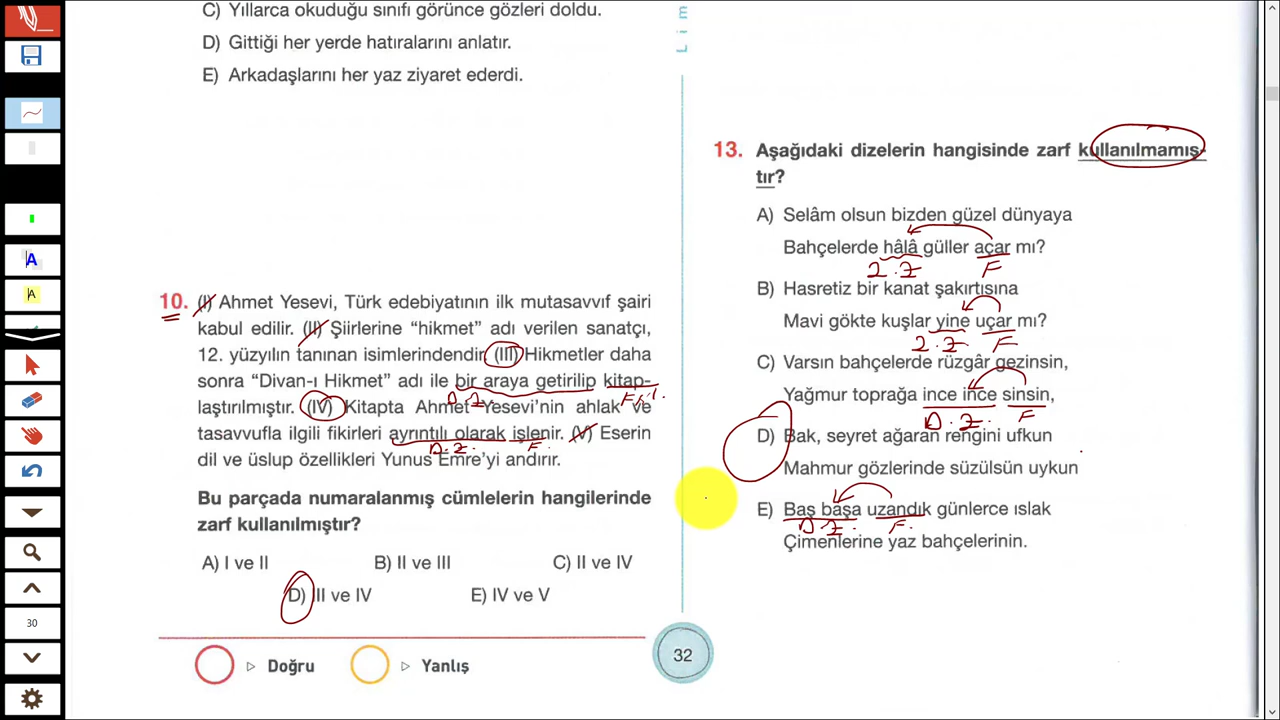 C) Yıllarca okuduğu sınıfı görünce gözleri doldu.
D) Gittiği her yerde hatıralarını anlatır.
E) Arkadaşlarını her yaz ziyaret ederdi.
10. (I) Ahmet Yesevi, Türk edebiyatının ilk mutasavvıf şairi
kabul edilir. (II) Şiirlerine “hikmet” adı verilen sanatçı,
12. yüzyılın tanınan isimlerindendir. (III) Hikmetler daha
sonra “Divan-ı Hikmet” adı ile bir araya getirilip kitap-
D.Z
laştırılmıştır. (IV) Kitapta Ahmet Yesevi’nin ahlak ve
tasavvufla ilgili fikirleri ayrıntılı olarak işlenir. (V) Eserin
D.Z. F.
dil ve üslup özellikleri Yunus Emre’yi andırır.
Bu parçada numaralanmış cümlelerin hangilerinde
zarf kullanılmıştır?
A) I ve II B) II ve III C) II ve IV
D) III ve IV E) IV ve V
Doğru Yanlış
Lim
13. Aşağıdaki dizelerin hangisinde zarf kullanılmamış-
tır?
A) Selâm olsun bizden güzel dünyaya
Bahçelerde hâlâ güller açar mı?
Z.Z F
B) Hasretiz bir kanat şakırtısına
Mavi gökte kuşlar yine uçar mı?
Z.Z F
C) Varsın bahçelerde rüzgâr gezinsin,
Yağmur toprağa ince ince sinsin,
D.Z. F
D) Bak, seyret ağaran rengini ufkun
Mahmur gözlerinde süzülsün uykun
E) Baş başa uzandık günlerce ıslak
D.Z. F.
Çimenlerine yaz bahçelerinin.
32
A
A
30